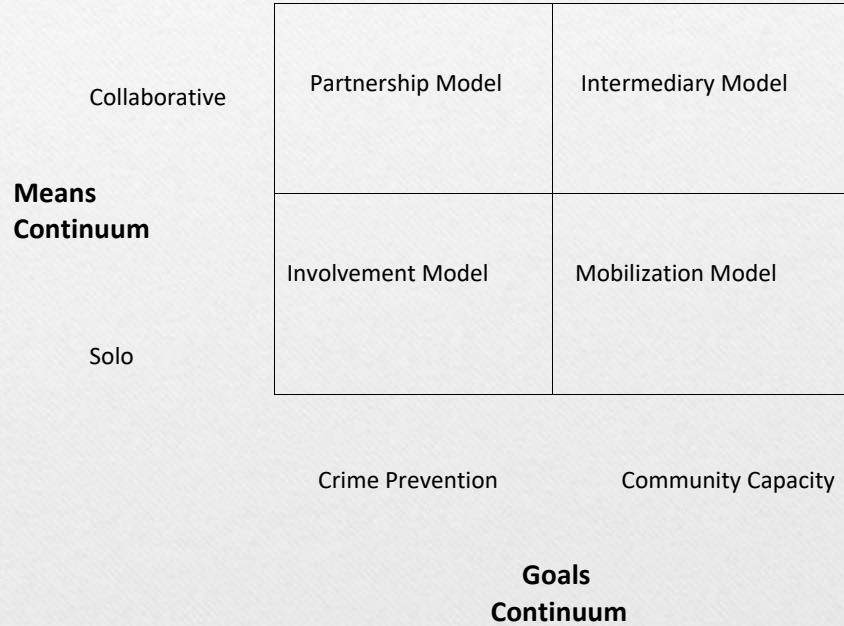 Collaborative
Partnership Model
Intermediary Model
Means
Continuum
Involvement Model
Mobilization Model
Solo
Crime Prevention
Community Capacity
Goals
Continuum